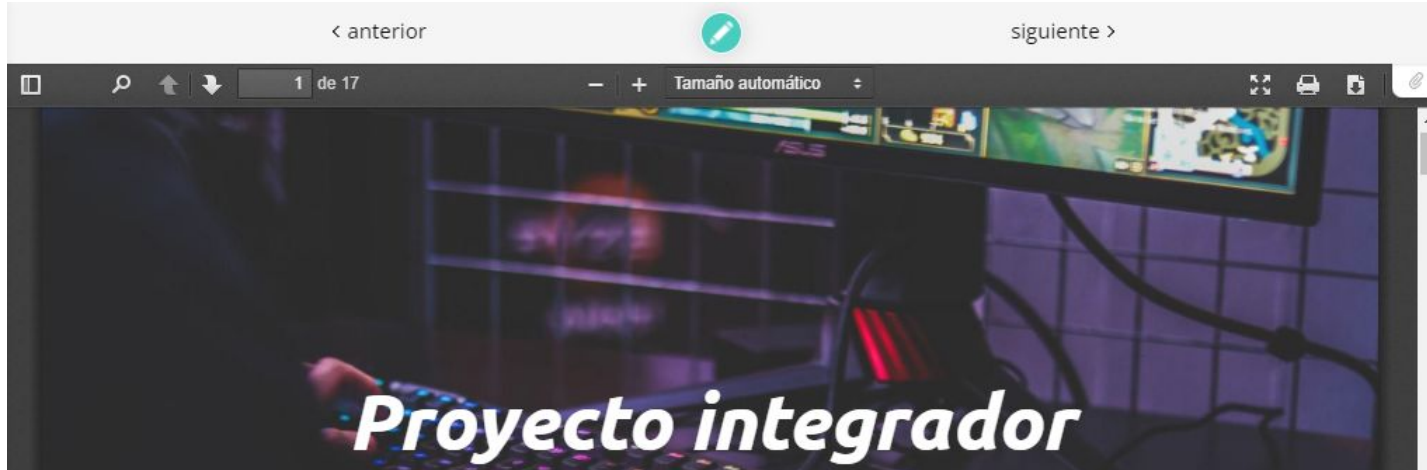 < anterior
siguiente >
1 de 17
Tamaño automático
ASUS
Proyecto integrador